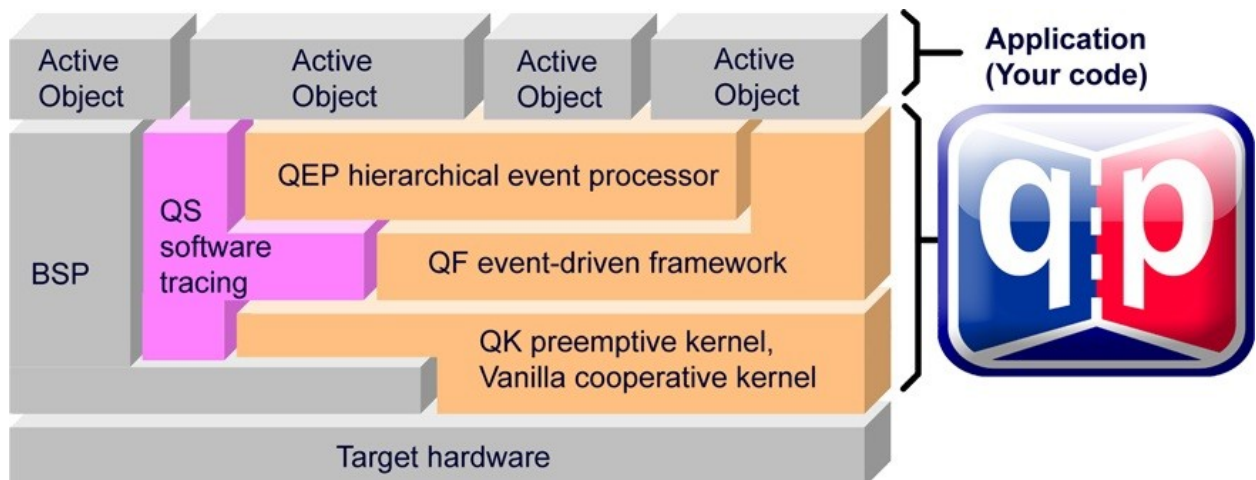 Active
Object
Active
Object
Active
Object
Active
Object
Application
(Your code)
QEP hierarchical event processor
QS
software
tracing
BSP
QF event-driven framework
QK preemptive kernel,
Vanilla cooperative kernel
Target hardware
qp